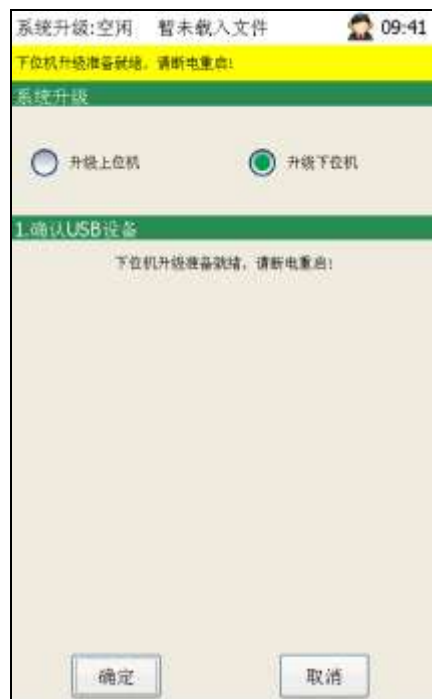 系统升级:空闲 暂未载入文件 09:41
下位机升级准备就绪，请断电重启！
系统升级
升级上位机 升级下位机
1.确认USB设备
下位机升级准备就绪，请断电重启！
确定 取消